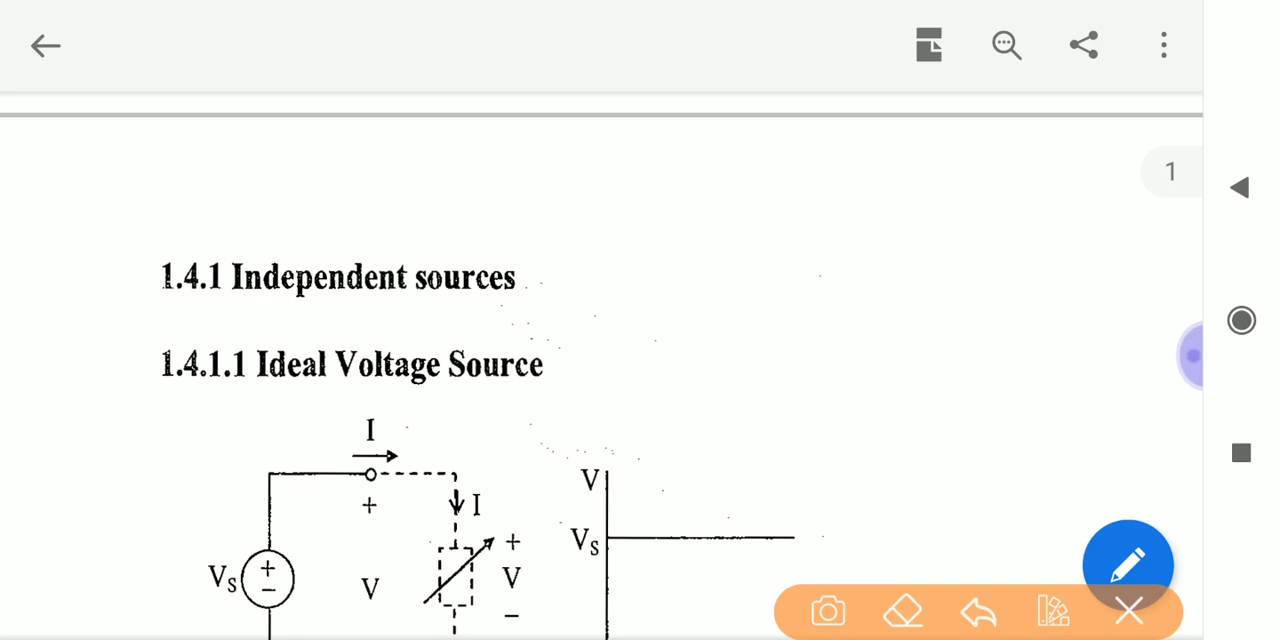 1
1.4.1 Independent sources
1.4.1.1 Ideal Voltage Source
I
+
I
V
Vs
+
V
−
Vs
+
−
V